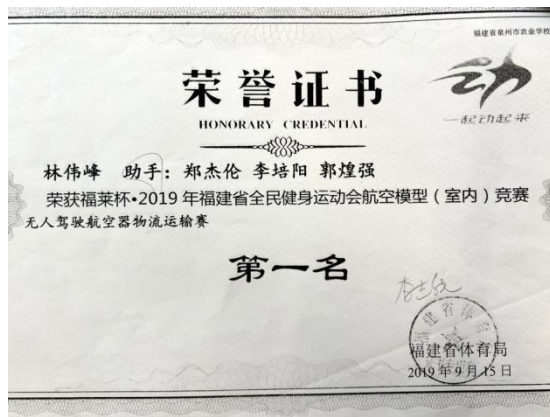 福建省泉州市农业学校
荣誉证书
HONORARY CREDENTIAL
一起动起来
林伟峰 助手：郑杰伦 李培阳 郭煌强
荣获福莱杯•2019年福建省全民健身运动会航空模型（室内）竞赛
无人驾驶航空器物流运输赛
第一名
福建省体育局
2019年9月15日